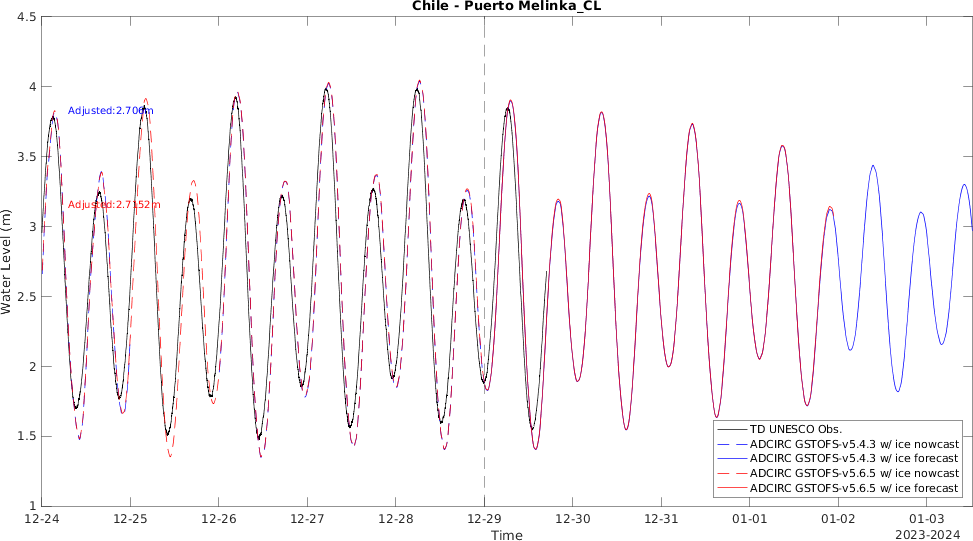 Chile - Puerto Melinka_CL
4.5
4
3.5
3
2.5
2
1.5
1
Water Level (m)
Adjusted:2.706m
Adjusted:2.7152m
TD UNESCO Obs.
ADCIRC GSTOFS-v5.4.3 w/ ice nowcast
ADCIRC GSTOFS-v5.4.3 w/ ice forecast
ADCIRC GSTOFS-v5.6.5 w/ ice nowcast
ADCIRC GSTOFS-v5.6.5 w/ ice forecast
12-24 12-25 12-26 12-27 12-28 12-29 12-30 12-31 01-01 01-02 01-03
Time
2023-2024